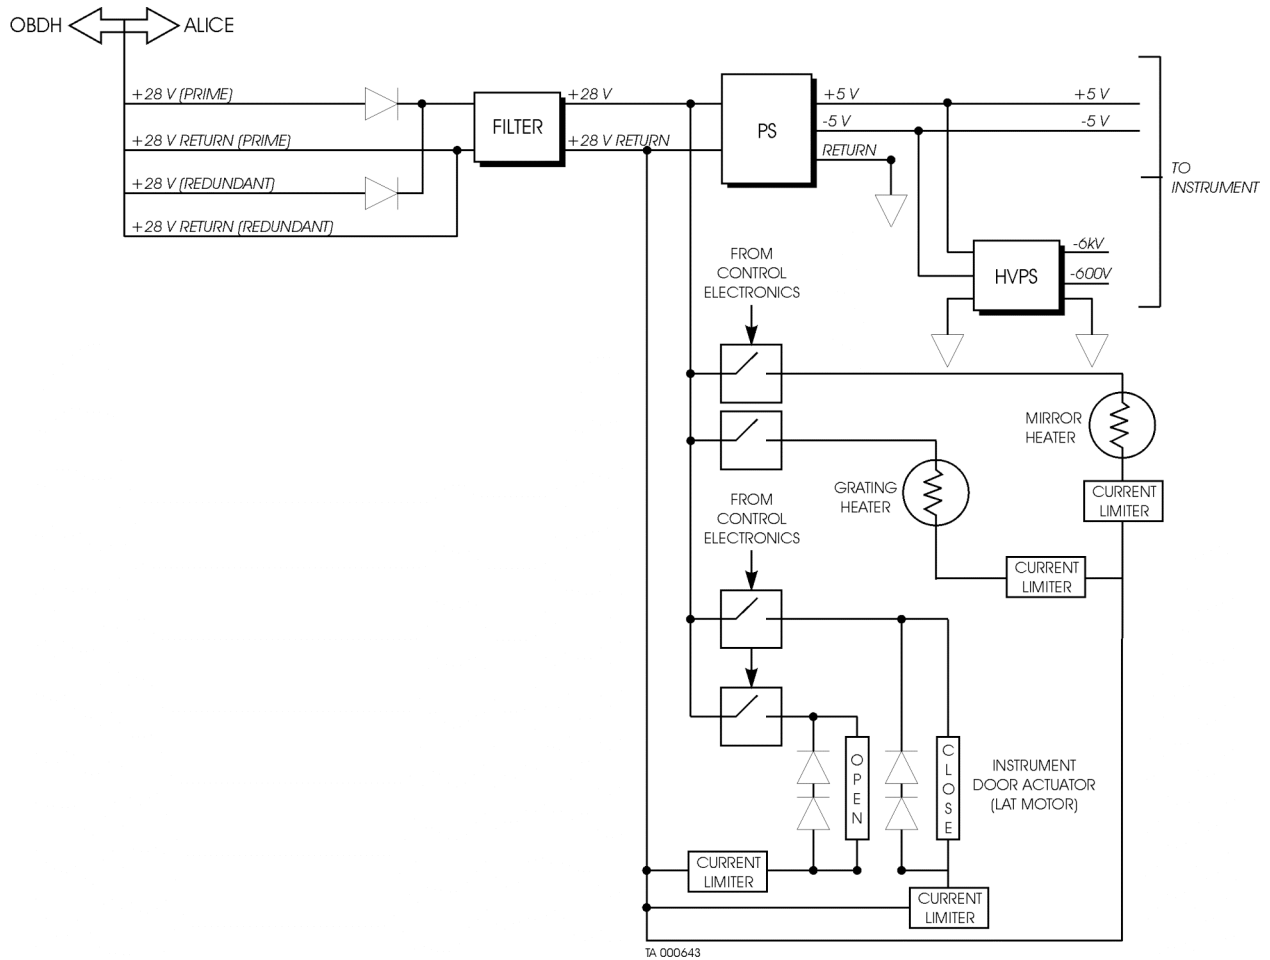 OBDH ALICE
+28 V (PRIME)
+28 V RETURN (PRIME)
+28 V (REDUNDANT)
+28 V RETURN (REDUNDANT)
FILTER
+28 V
+28 V RETURN
PS
+5 V
-5 V
RETURN
+5 V
-5 V
TO
INSTRUMENT
HVPS
-6kV
-600V
FROM
CONTROL
ELECTRONICS
MIRROR
HEATER
CURRENT
LIMITER
GRATING
HEATER
CURRENT
LIMITER
FROM
CONTROL
ELECTRONICS
OPEN
CLOSE
INSTRUMENT
DOOR ACTUATOR
(LAT MOTOR)
CURRENT
LIMITER
CURRENT
LIMITER
TA 000643